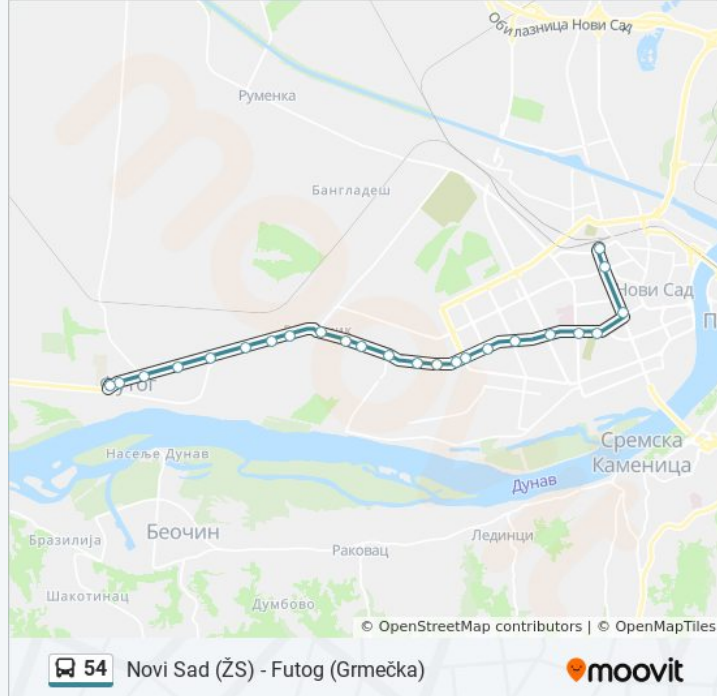 Обилазница Нови Сад
Руменка
Бангладеш
Нови Сад
Насеље Дунав
Сремска
Каменица
Дунав
Беочин
Лединци
Бразилија
Раковац
Шакотинац
Думбово
© OpenStreetMap contributors | © OpenMapTiles
54 Novi Sad (ŽS) - Futog (Grmečka)
moovit